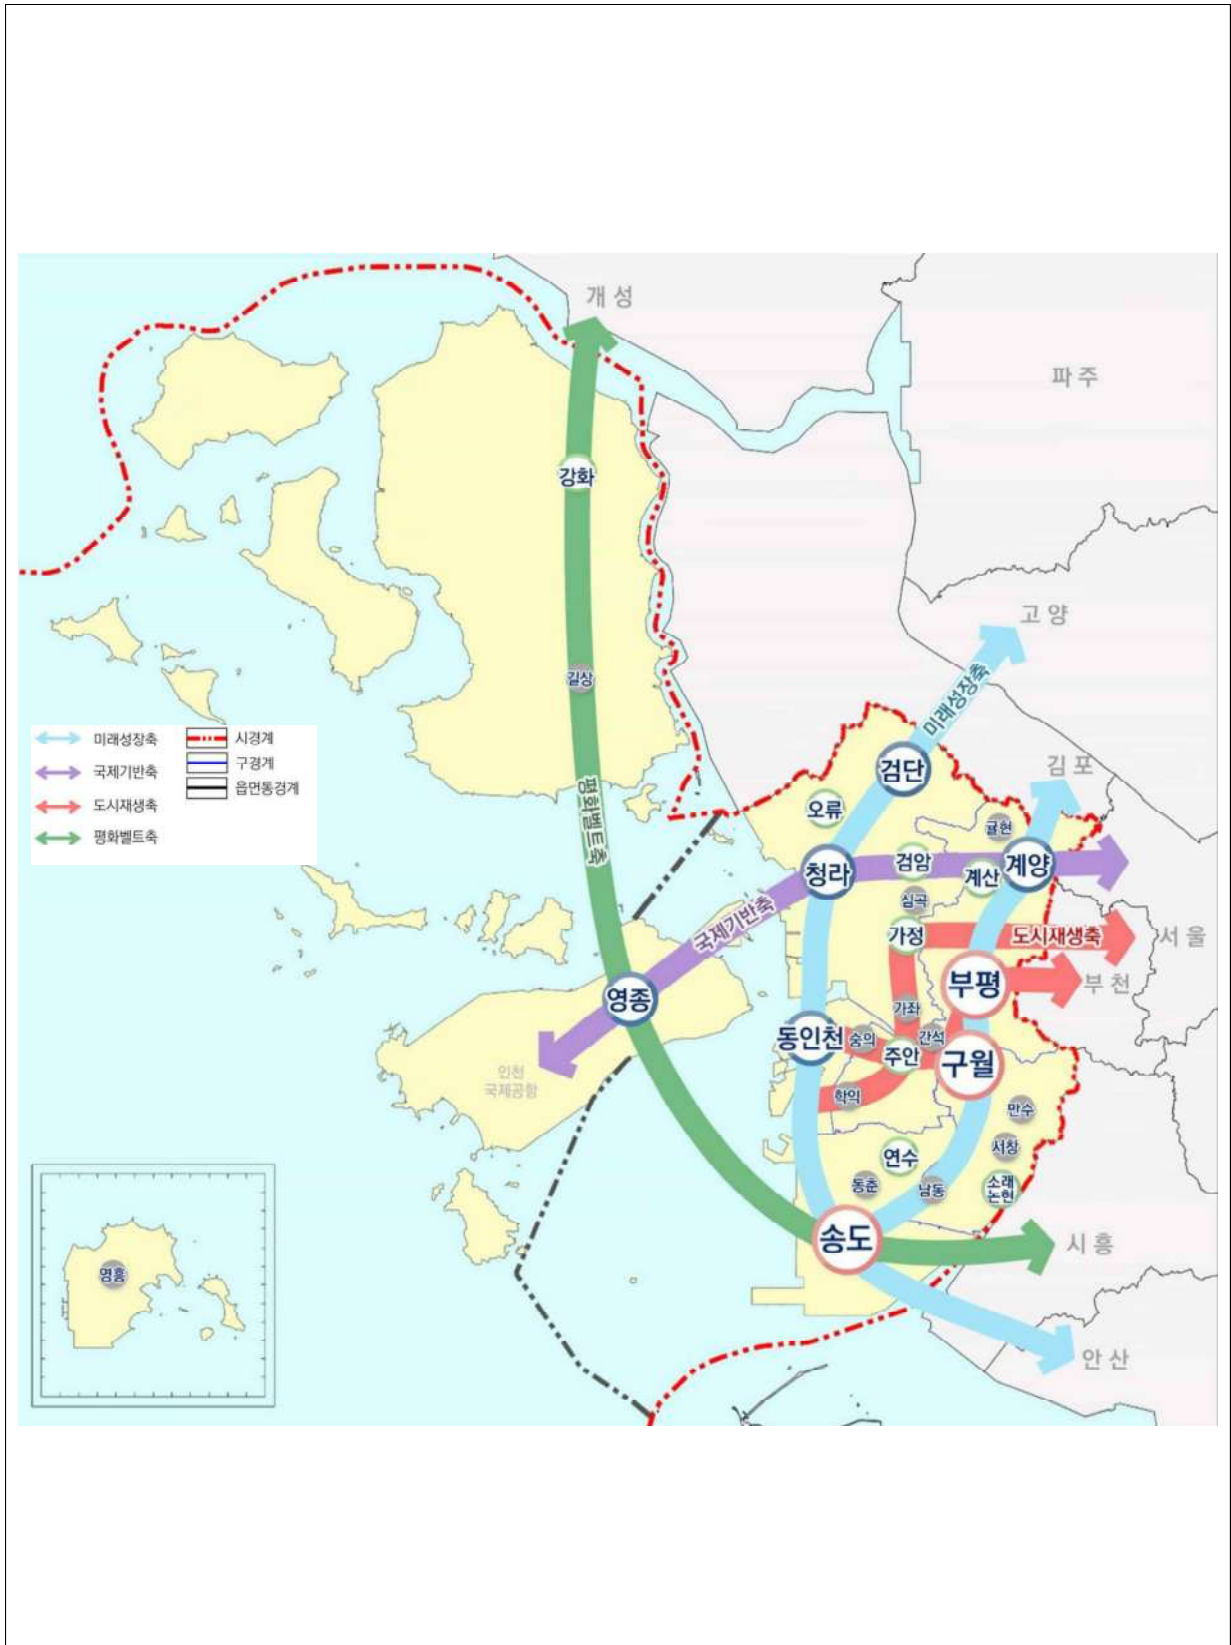 개성
파주
강화
고양
길상
미래성장축
미래성장축
시경계
국제기반축
구경계
도시재생축
읍면동경계
평화벨트축
검단
김포
평화벨트축
오류
귤현
청라
검암
계산
계양
심곡
국제기반축
가정
도시재생축
서울
부평
부천
영종
가좌
동인천
숭의
간석
주안
구월
인천
국제공항
학익
만수
서창
연수
동춘
남동
소래
논현
송도
시흥
영흥
안산